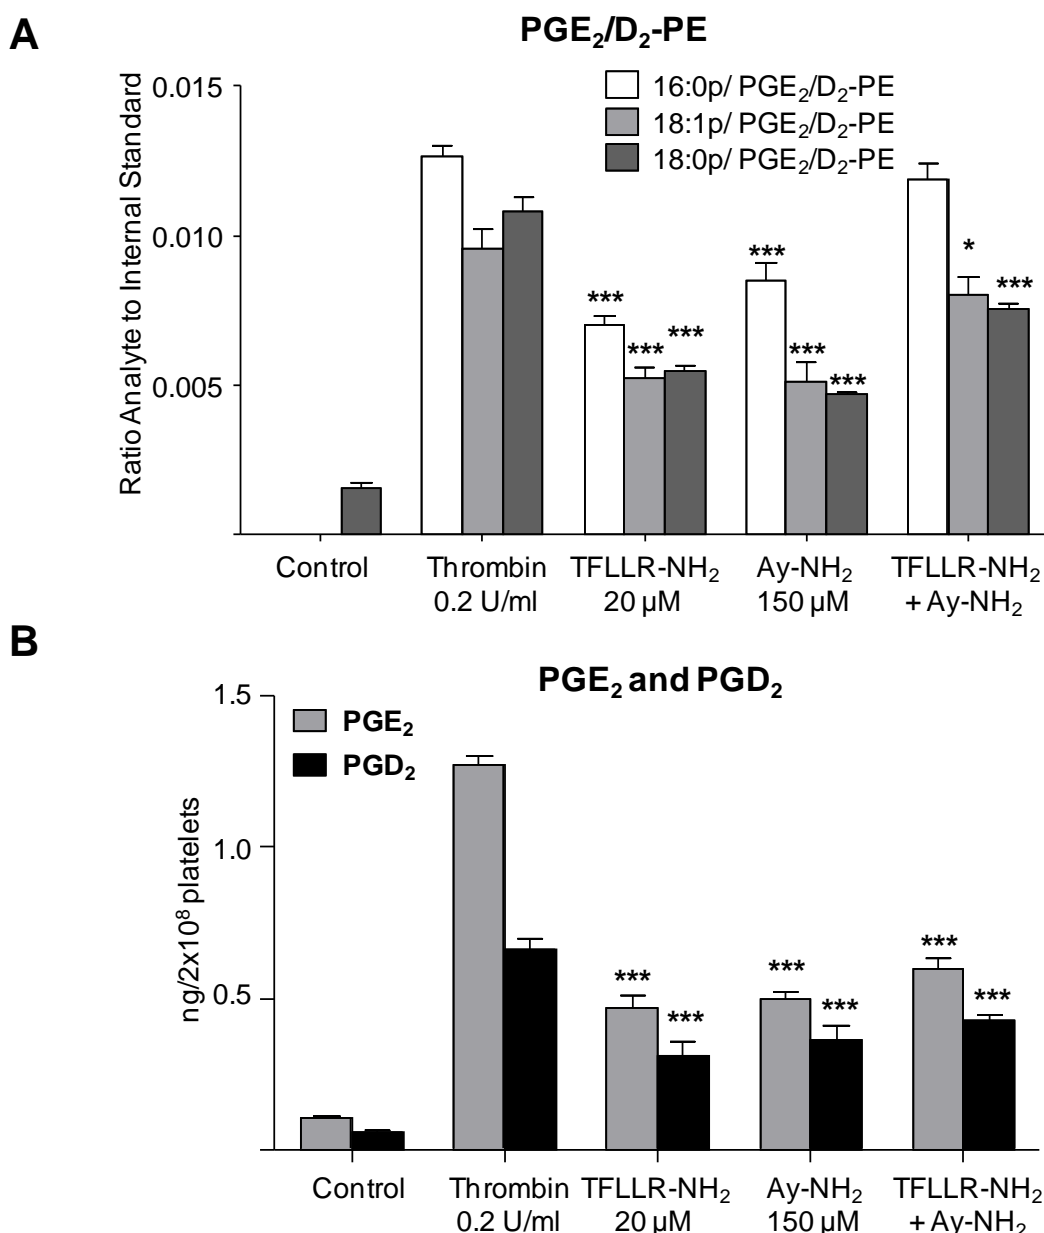 A
PGE₂/D₂-PE
Ratio Analyte to Internal Standard
0.015
0.010
0.005
16:0p/ PGE₂/D₂-PE
18:1p/ PGE₂/D₂-PE
18:0p/ PGE₂/D₂-PE
*** *** ***
*** *** ***
* ***
Control
Thrombin
0.2 U/ml
TFLLR-NH₂
20 µM
Ay-NH₂
150 µM
TFLLR-NH₂
+ Ay-NH₂
B
PGE₂ and PGD₂
ng/2x10⁸ platelets
1.5
1.0
0.5
PGE₂
PGD₂
*** ***
*** ***
*** ***
Control
Thrombin
0.2 U/ml
TFLLR-NH₂
20 µM
Ay-NH₂
150 µM
TFLLR-NH₂
+ Ay-NH₂